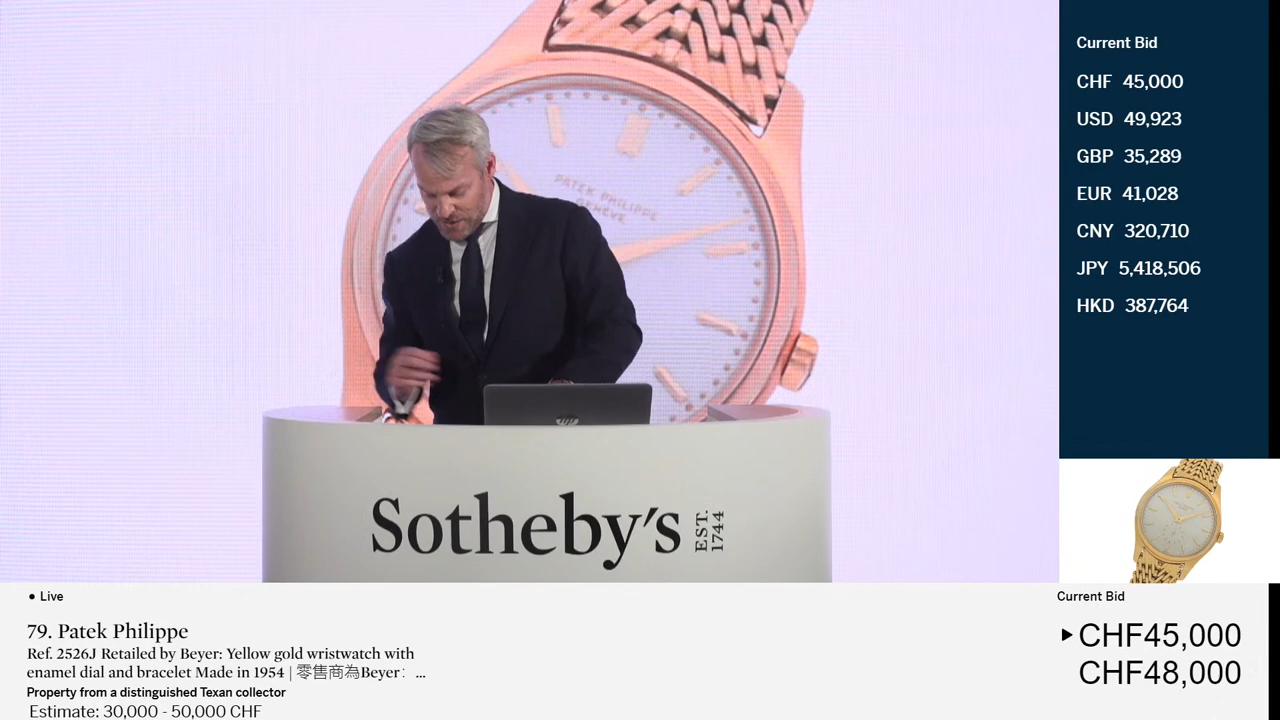 Current Bid
CHF 45,000
USD 49,923
GBP 35,289
EUR 41,028
CNY 320,710
JPY 5,418,506
HKD 387,764
PATEK PHILIPPE
GENEVE
Sotheby's
EST.
1744
• Live
79. Patek Philippe
Ref. 2526J Retailed by Beyer: Yellow gold wristwatch with
enamel dial and bracelet Made in 1954 | 零售商為Beyer： ...
Property from a distinguished Texan collector
Estimate: 30,000 - 50,000 CHF
Current Bid
CHF45,000
CHF48,000